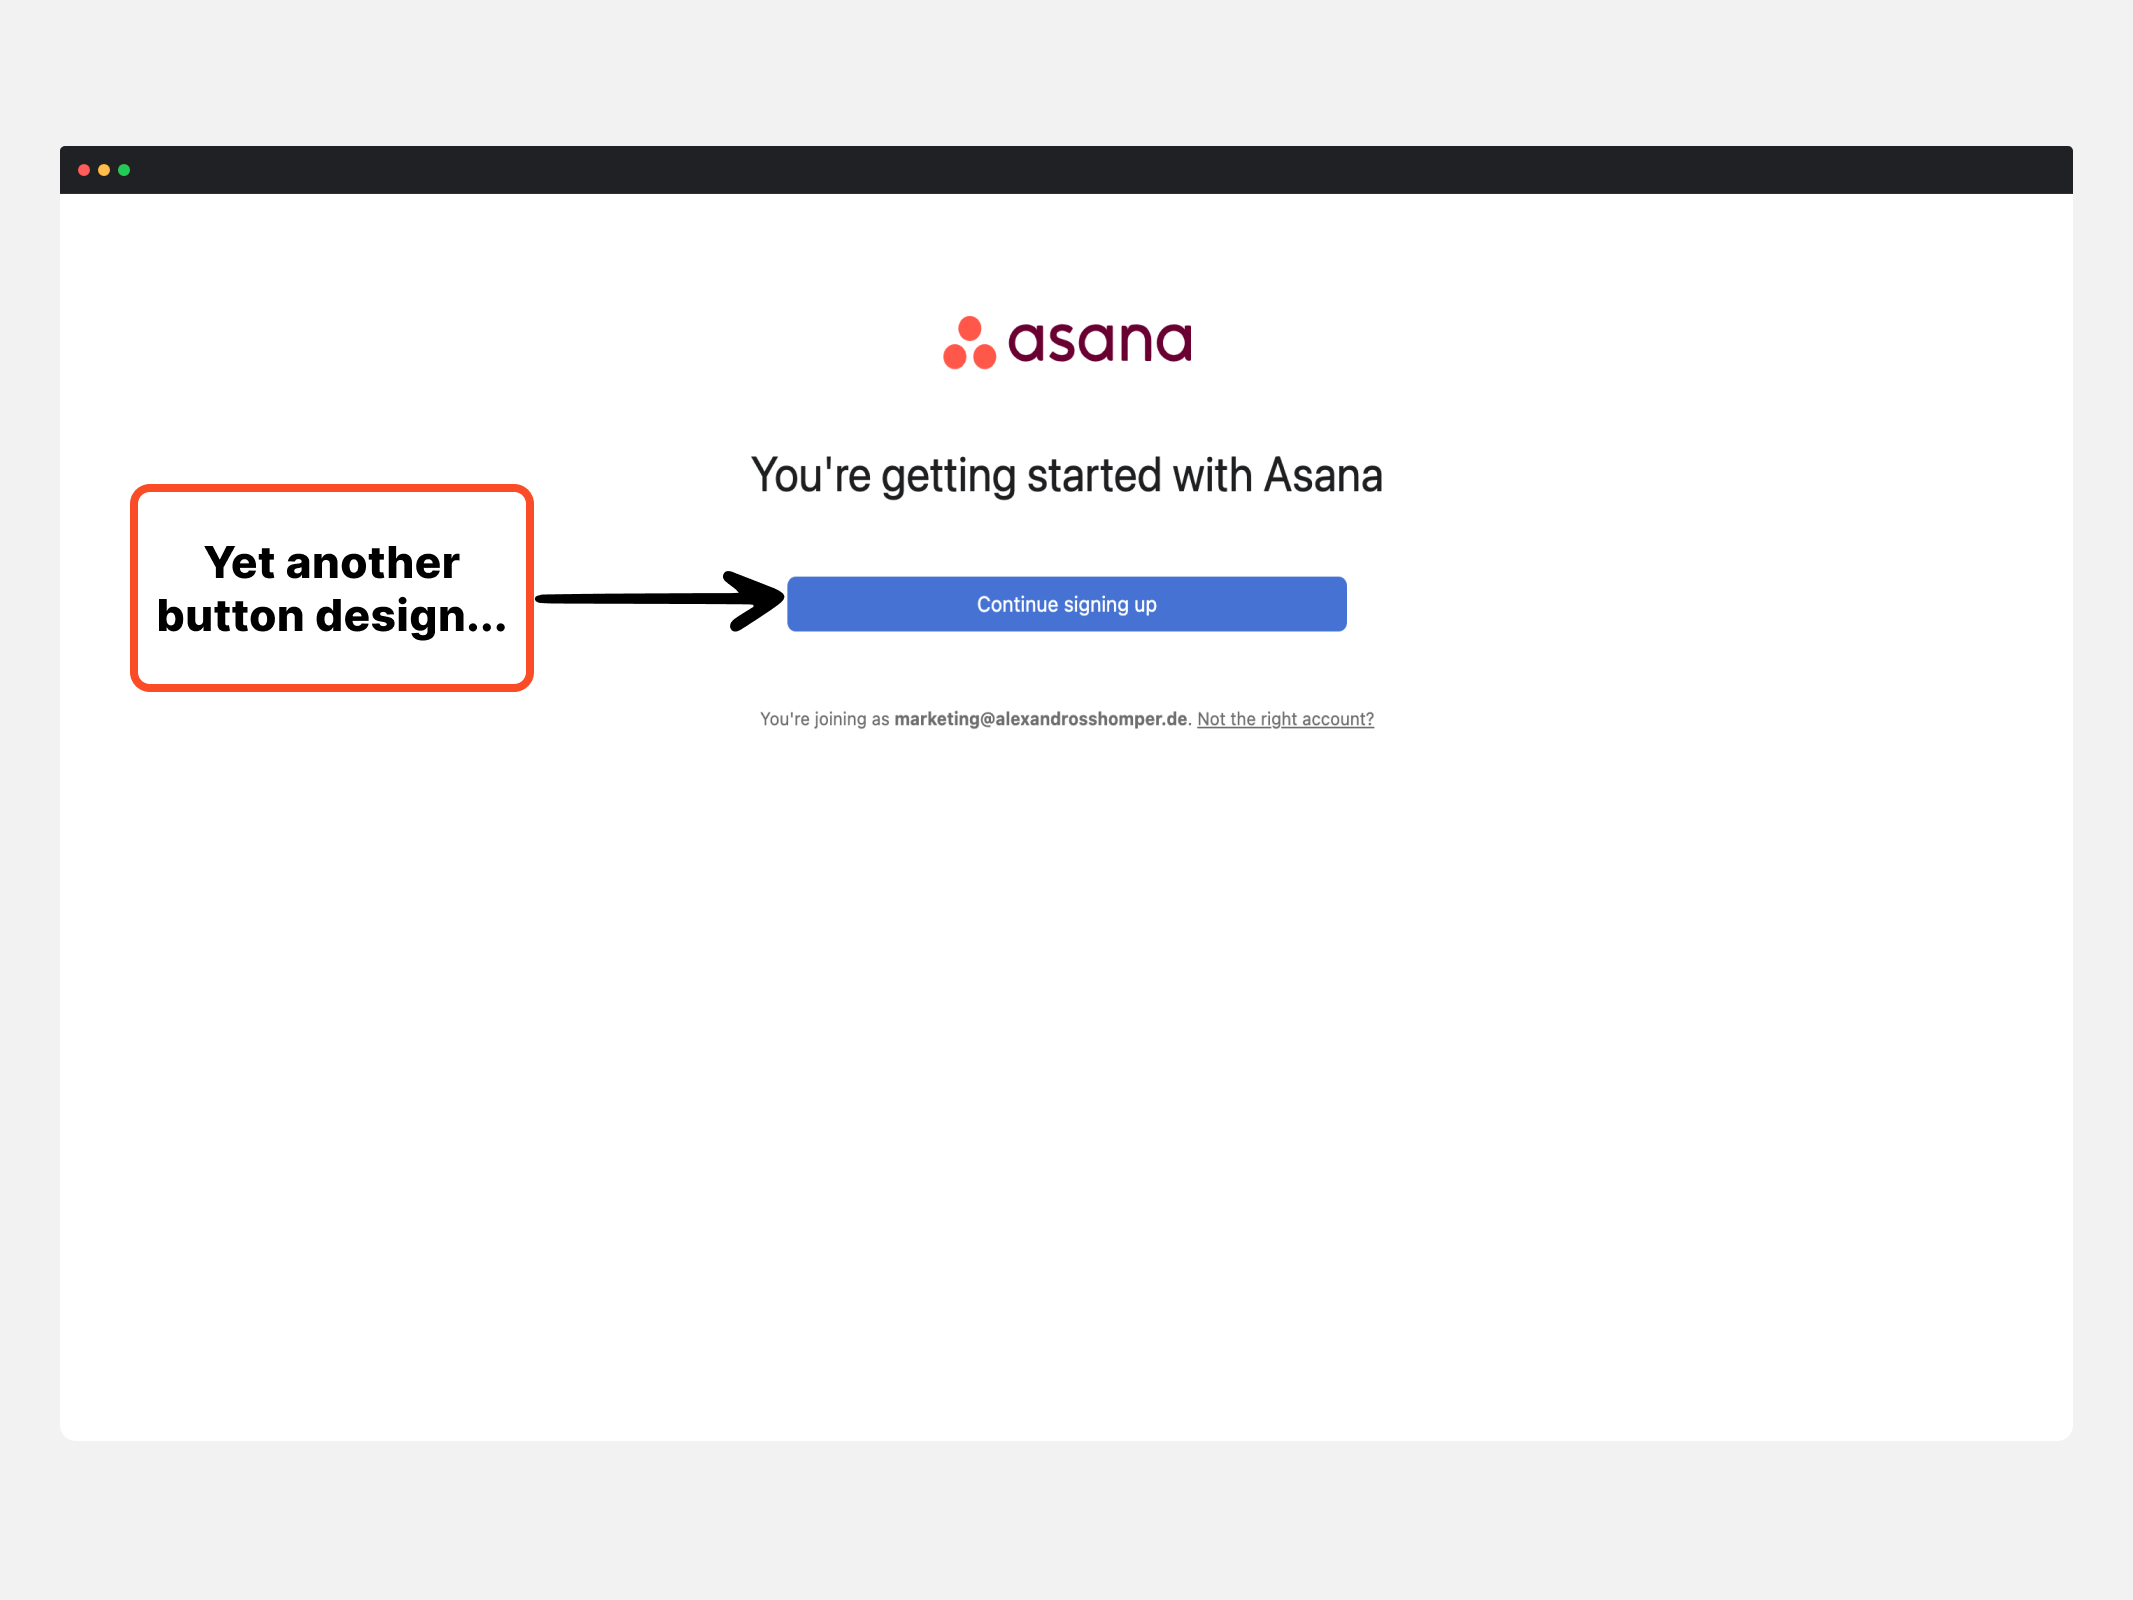 asana
You're getting started with Asana
Yet another
button design...
Continue signing up
You're joining as marketing@alexandrosshomper.de. Not the right account?